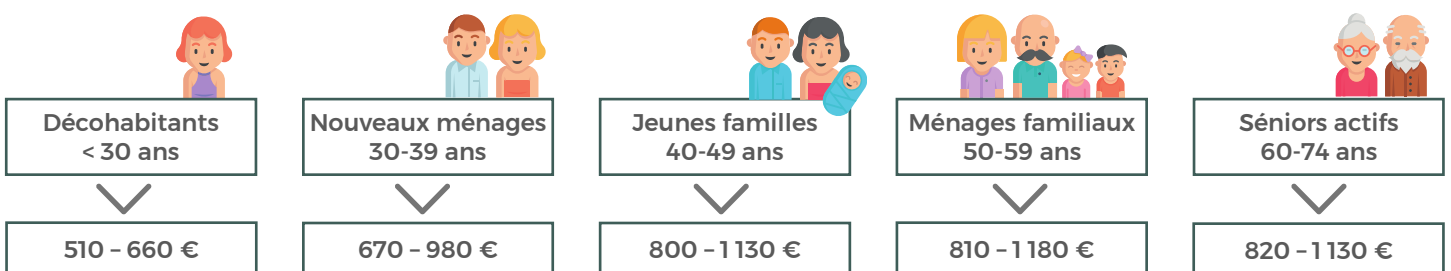 Décohabitants
< 30 ans
Nouveaux ménages
30-39 ans
Jeunes familles
40-49 ans
Ménages familiaux
50-59 ans
Séniors actifs
60-74 ans
510 – 660 €
670 – 980 €
800 – 1 130 €
810 – 1 180 €
820 – 1 130 €